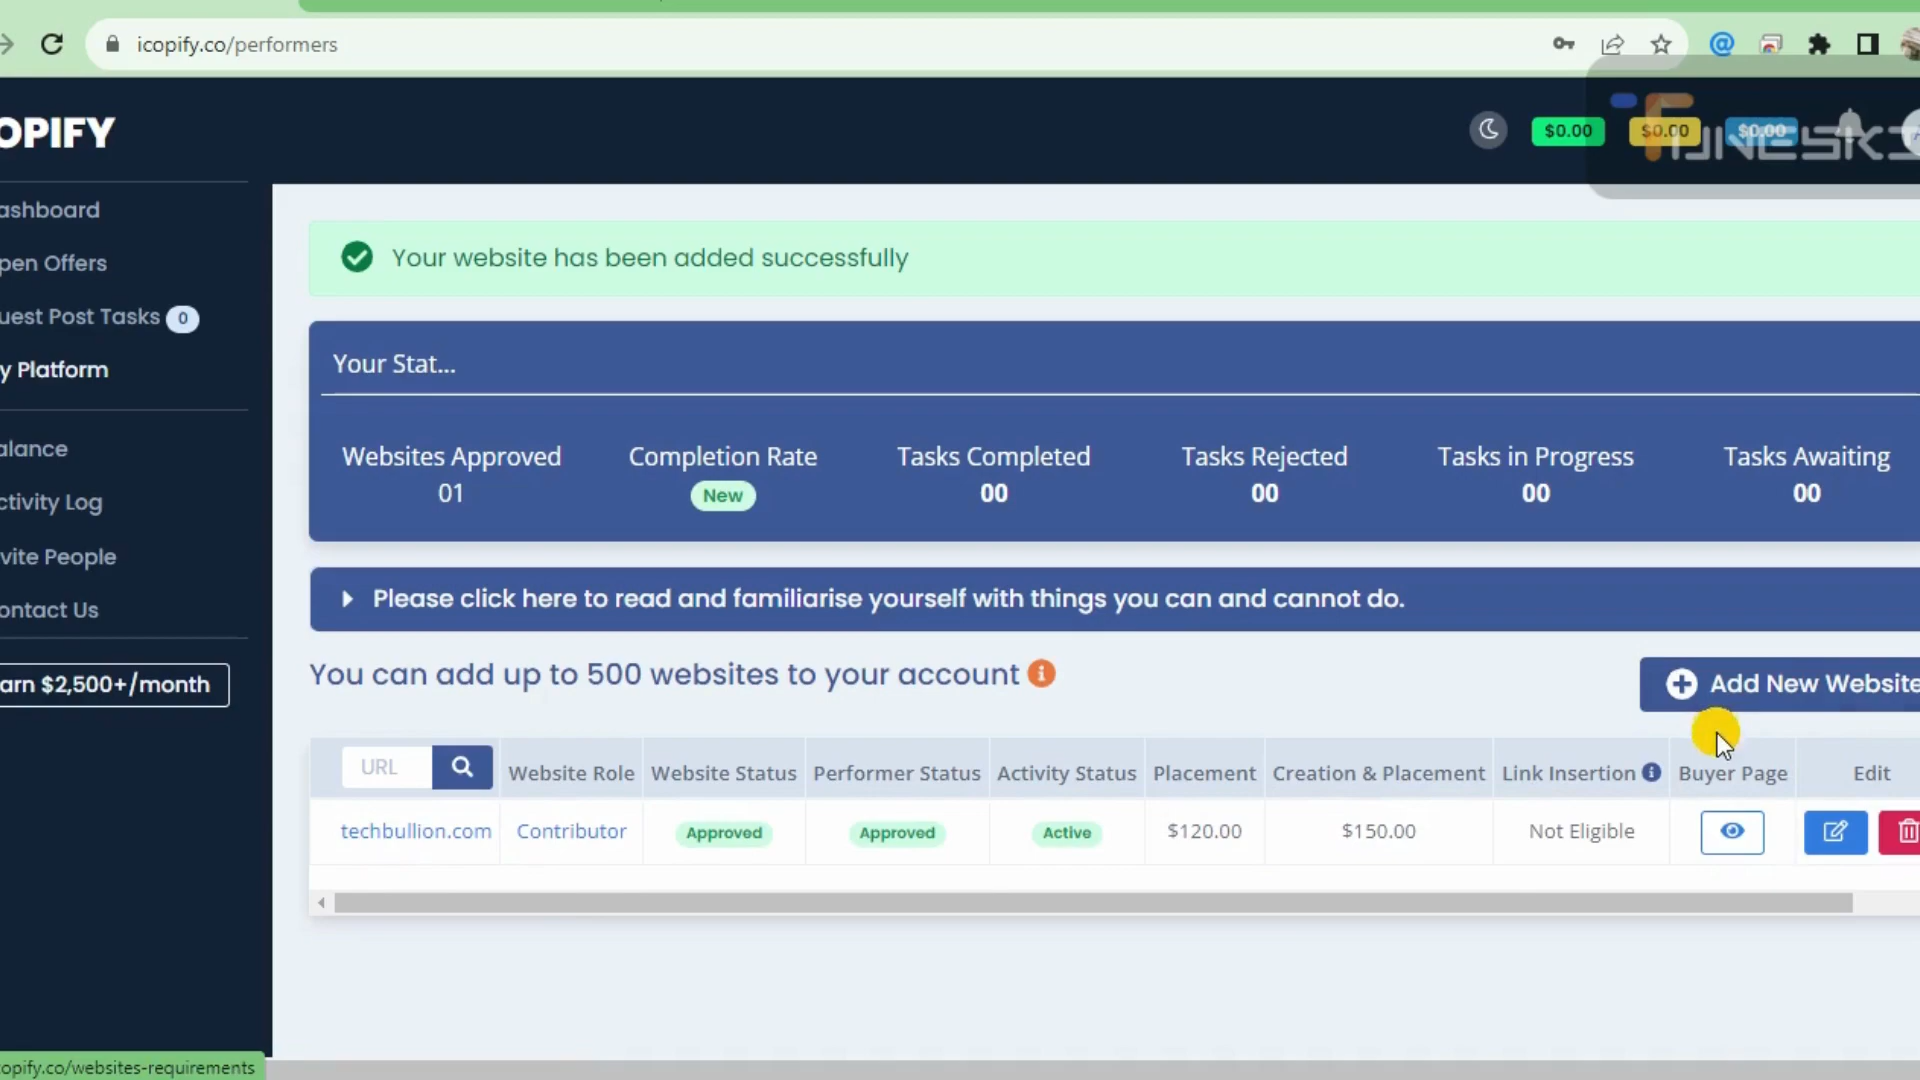 icopify.co/performers
OPIFY
$0.00
$0.00
$0.00
ashboard
pen Offers
uest Post Tasks 0
y Platform
alance
ctivity Log
vite People
ontact Us
arn $2,500+/month
Your website has been added successfully
Your Stat...
Websites Approved
01
Completion Rate
New
Tasks Completed
00
Tasks Rejected
00
Tasks in Progress
00
Tasks Awaiting
00
Please click here to read and familiarise yourself with things you can and cannot do.
You can add up to 500 websites to your account
Add New Website
URL Website Role Website Status Performer Status Activity Status Placement Creation & Placement Link Insertion Buyer Page Edit
techbullion.com Contributor Approved Approved Active $120.00 $150.00 Not Eligible
opify.co/websites-requirements